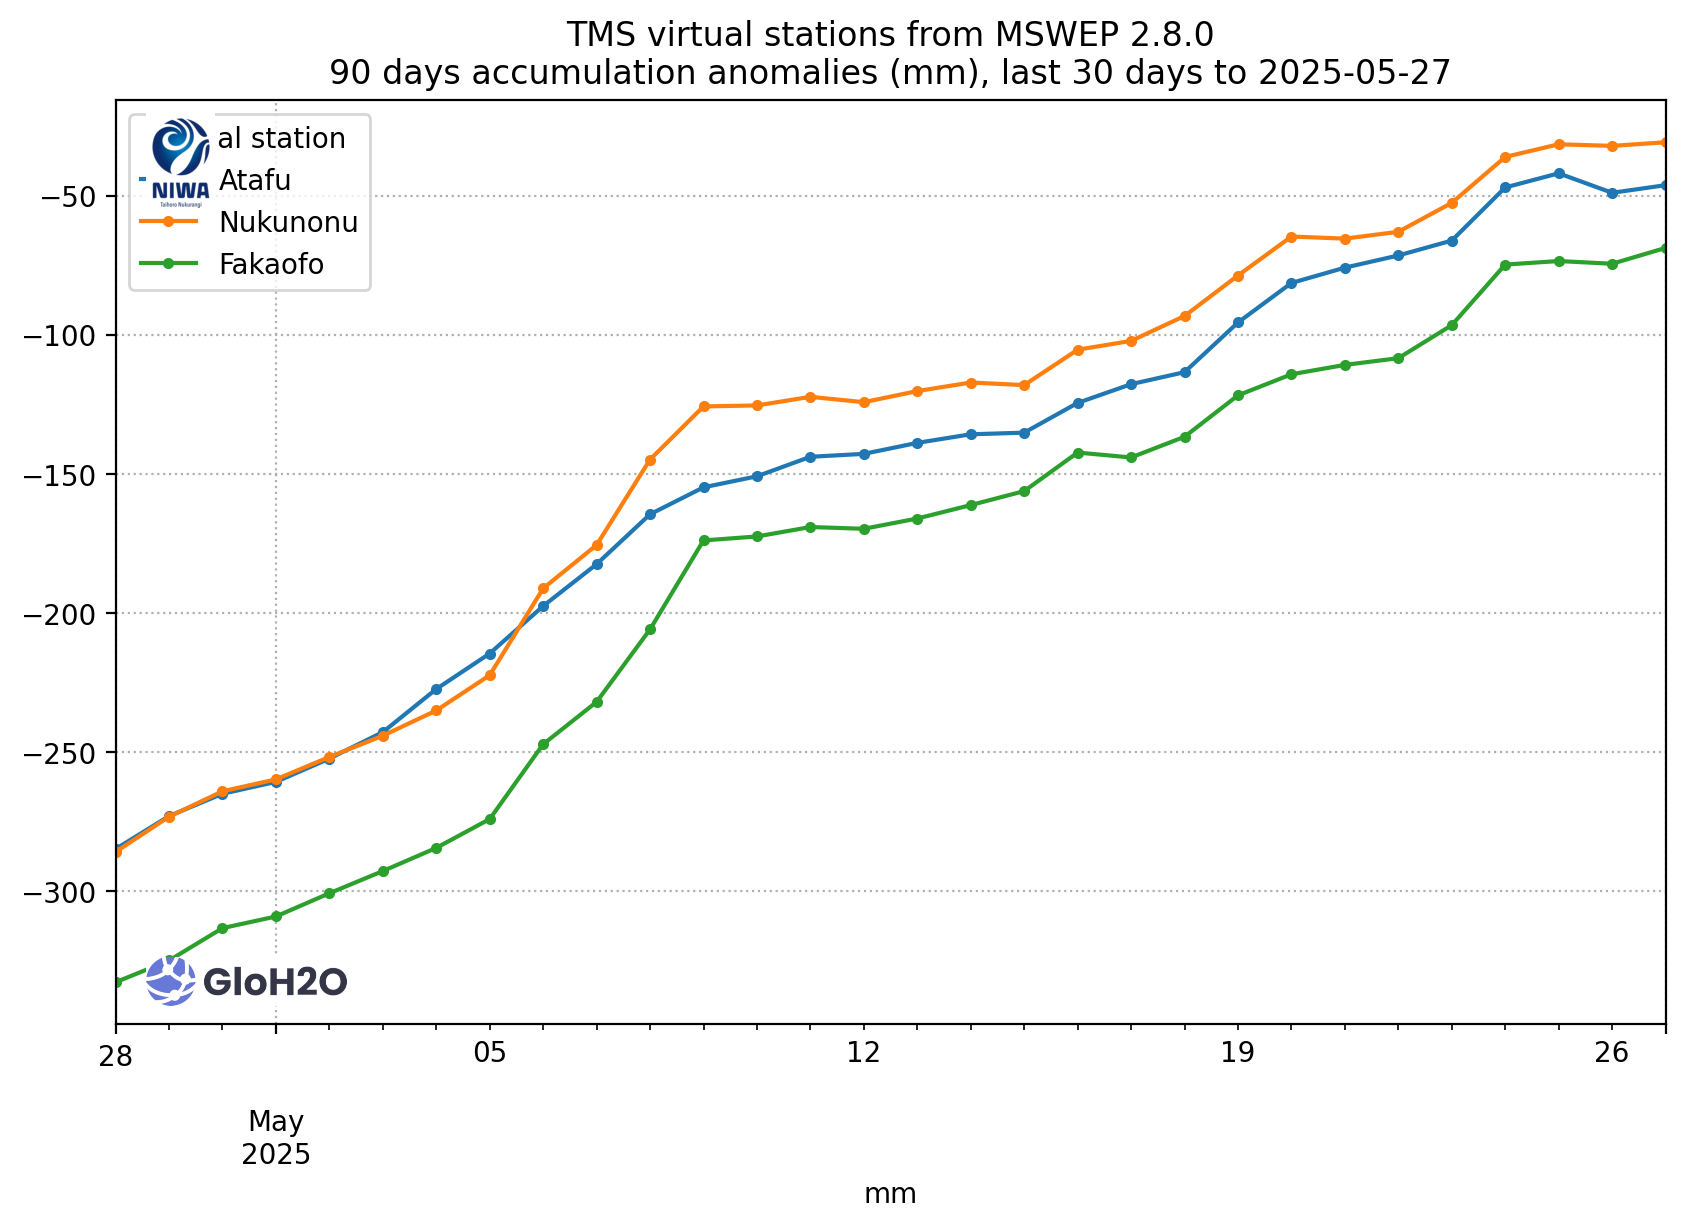 TMS virtual stations from MSWEP 2.8.0
90 days accumulation anomalies (mm), last 30 days to 2025-05-27
al station
Atafu
Nukunonu
Fakaofo
NIWA
Taihoro Nukurangi
−50
−100
−150
−200
−250
−300
GloH2O
28
05
12
19
26
May
2025
mm